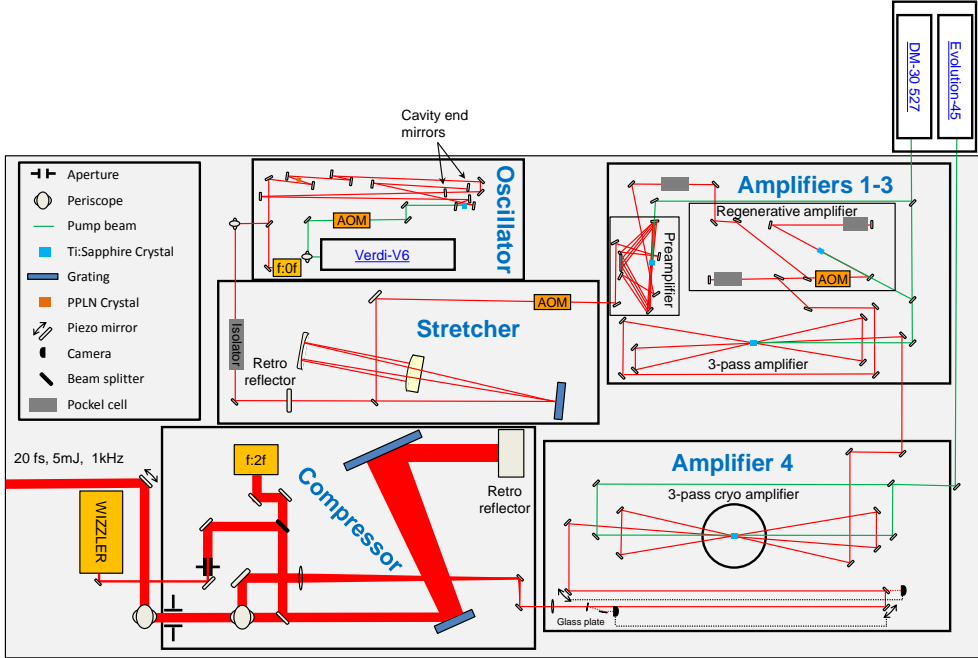 DM-30 527
Evolution-45
Cavity end
mirrors
Aperture
Periscope
Pump beam
Ti:Sapphire Crystal
Grating
PPLN Crystal
Piezo mirror
Camera
Beam splitter
Pockel cell
Oscillator
AOM
Verdi-V6
f:0f
Amplifiers 1-3
Regenerative amplifier
Preamplifier
AOM
3-pass amplifier
AOM
Stretcher
Isolator
Retro
reflector
20 fs, 5mJ, 1kHz
WIZZLER
f:2f
Compressor
Retro
reflector
Amplifier 4
3-pass cryo amplifier
Glass plate